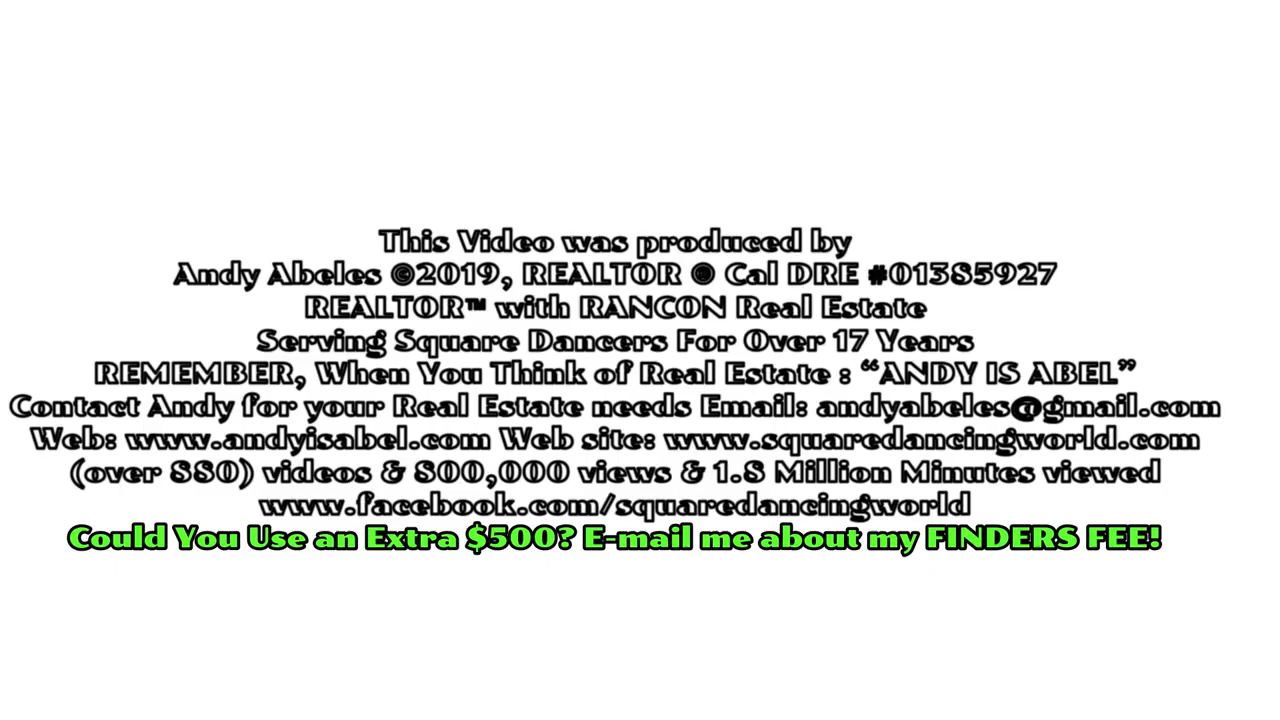 This Video was produced by
Andy Abeles ©2019, REALTOR ® Cal DRE #01385927
REALTOR™ with RANCON Real Estate
Serving Square Dancers For Over 17 Years
REMEMBER, When You Think of Real Estate : “ANDY IS ABEL”
Contact Andy for your Real Estate needs Email: andyabeles@gmail.com
Web: www.andyisabel.com Web site: www.squaredancingworld.com
(over 880) videos & 800,000 views & 1.8 Million Minutes viewed
www.facebook.com/squaredancingworld
Could You Use an Extra $500? E-mail me about my FINDERS FEE!